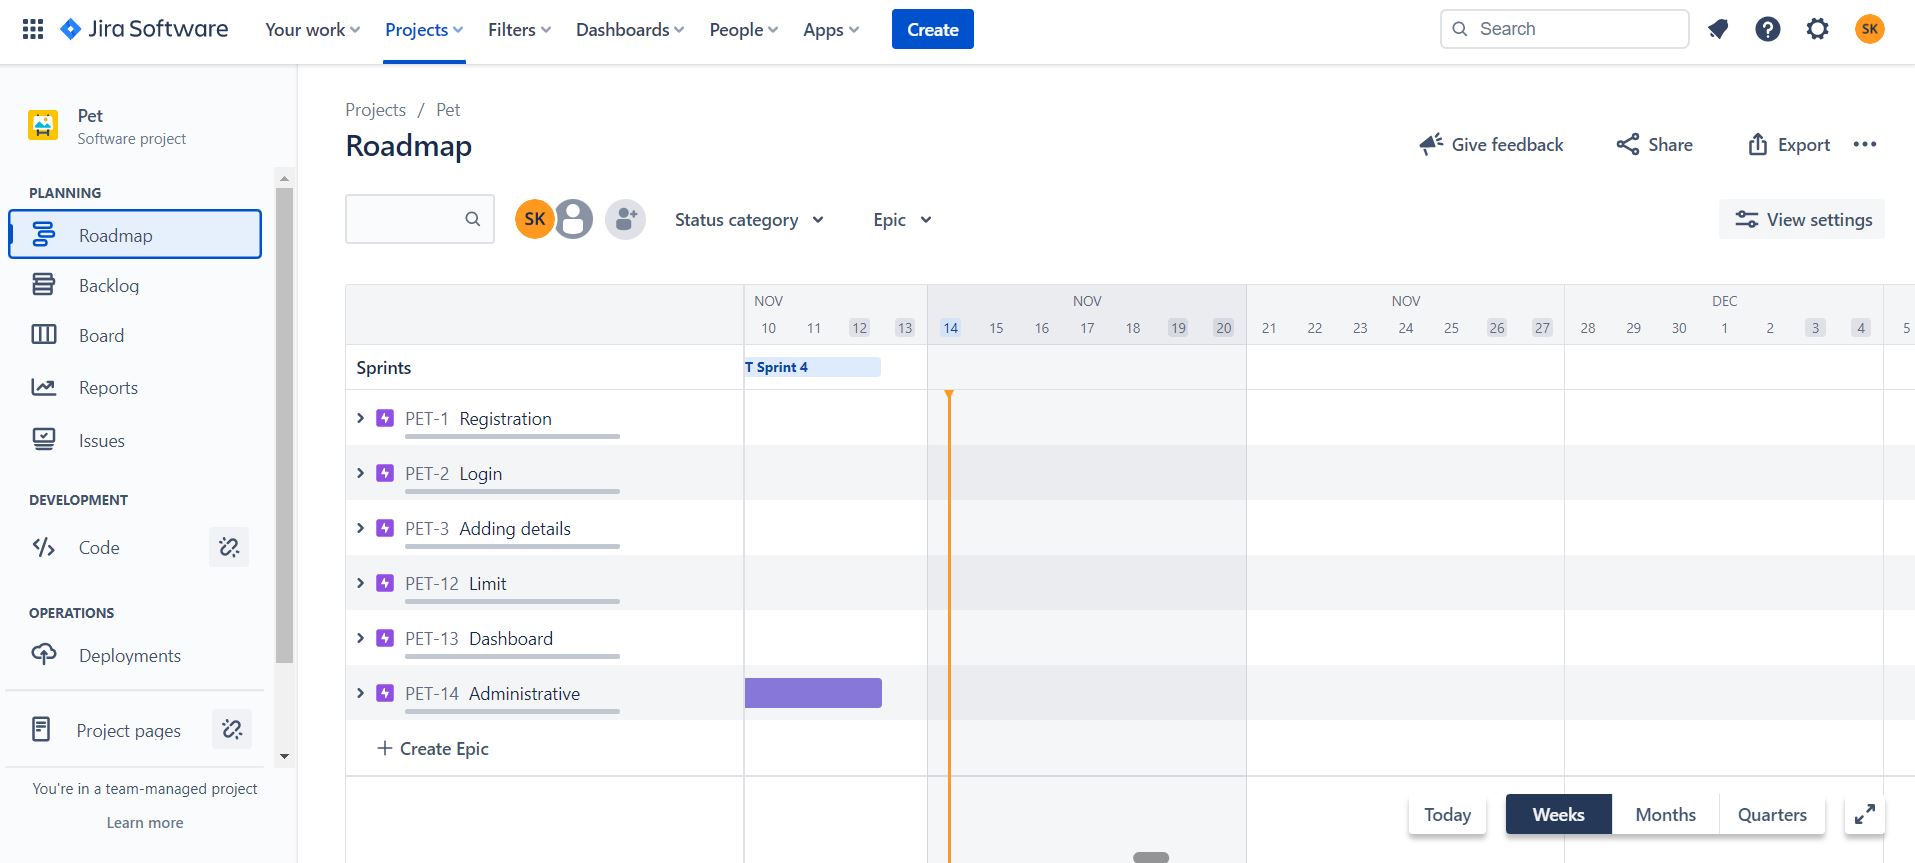 Jira Software Your work Projects Filters Dashboards People Apps Create Search SK
Pet
Software project
PLANNING
Roadmap
Backlog
Board
Reports
Issues
DEVELOPMENT
Code
OPERATIONS
Deployments
Project pages
You're in a team-managed project
Learn more
Projects / Pet
Roadmap
Give feedback Share Export
SK Status category Epic View settings
NOV NOV NOV DEC
10 11 12 13 14 15 16 17 18 19 20 21 22 23 24 25 26 27 28 29 30 1 2 3 4 5
Sprints T Sprint 4
PET-1 Registration
PET-2 Login
PET-3 Adding details
PET-12 Limit
PET-13 Dashboard
PET-14 Administrative
+ Create Epic
Today Weeks Months Quarters